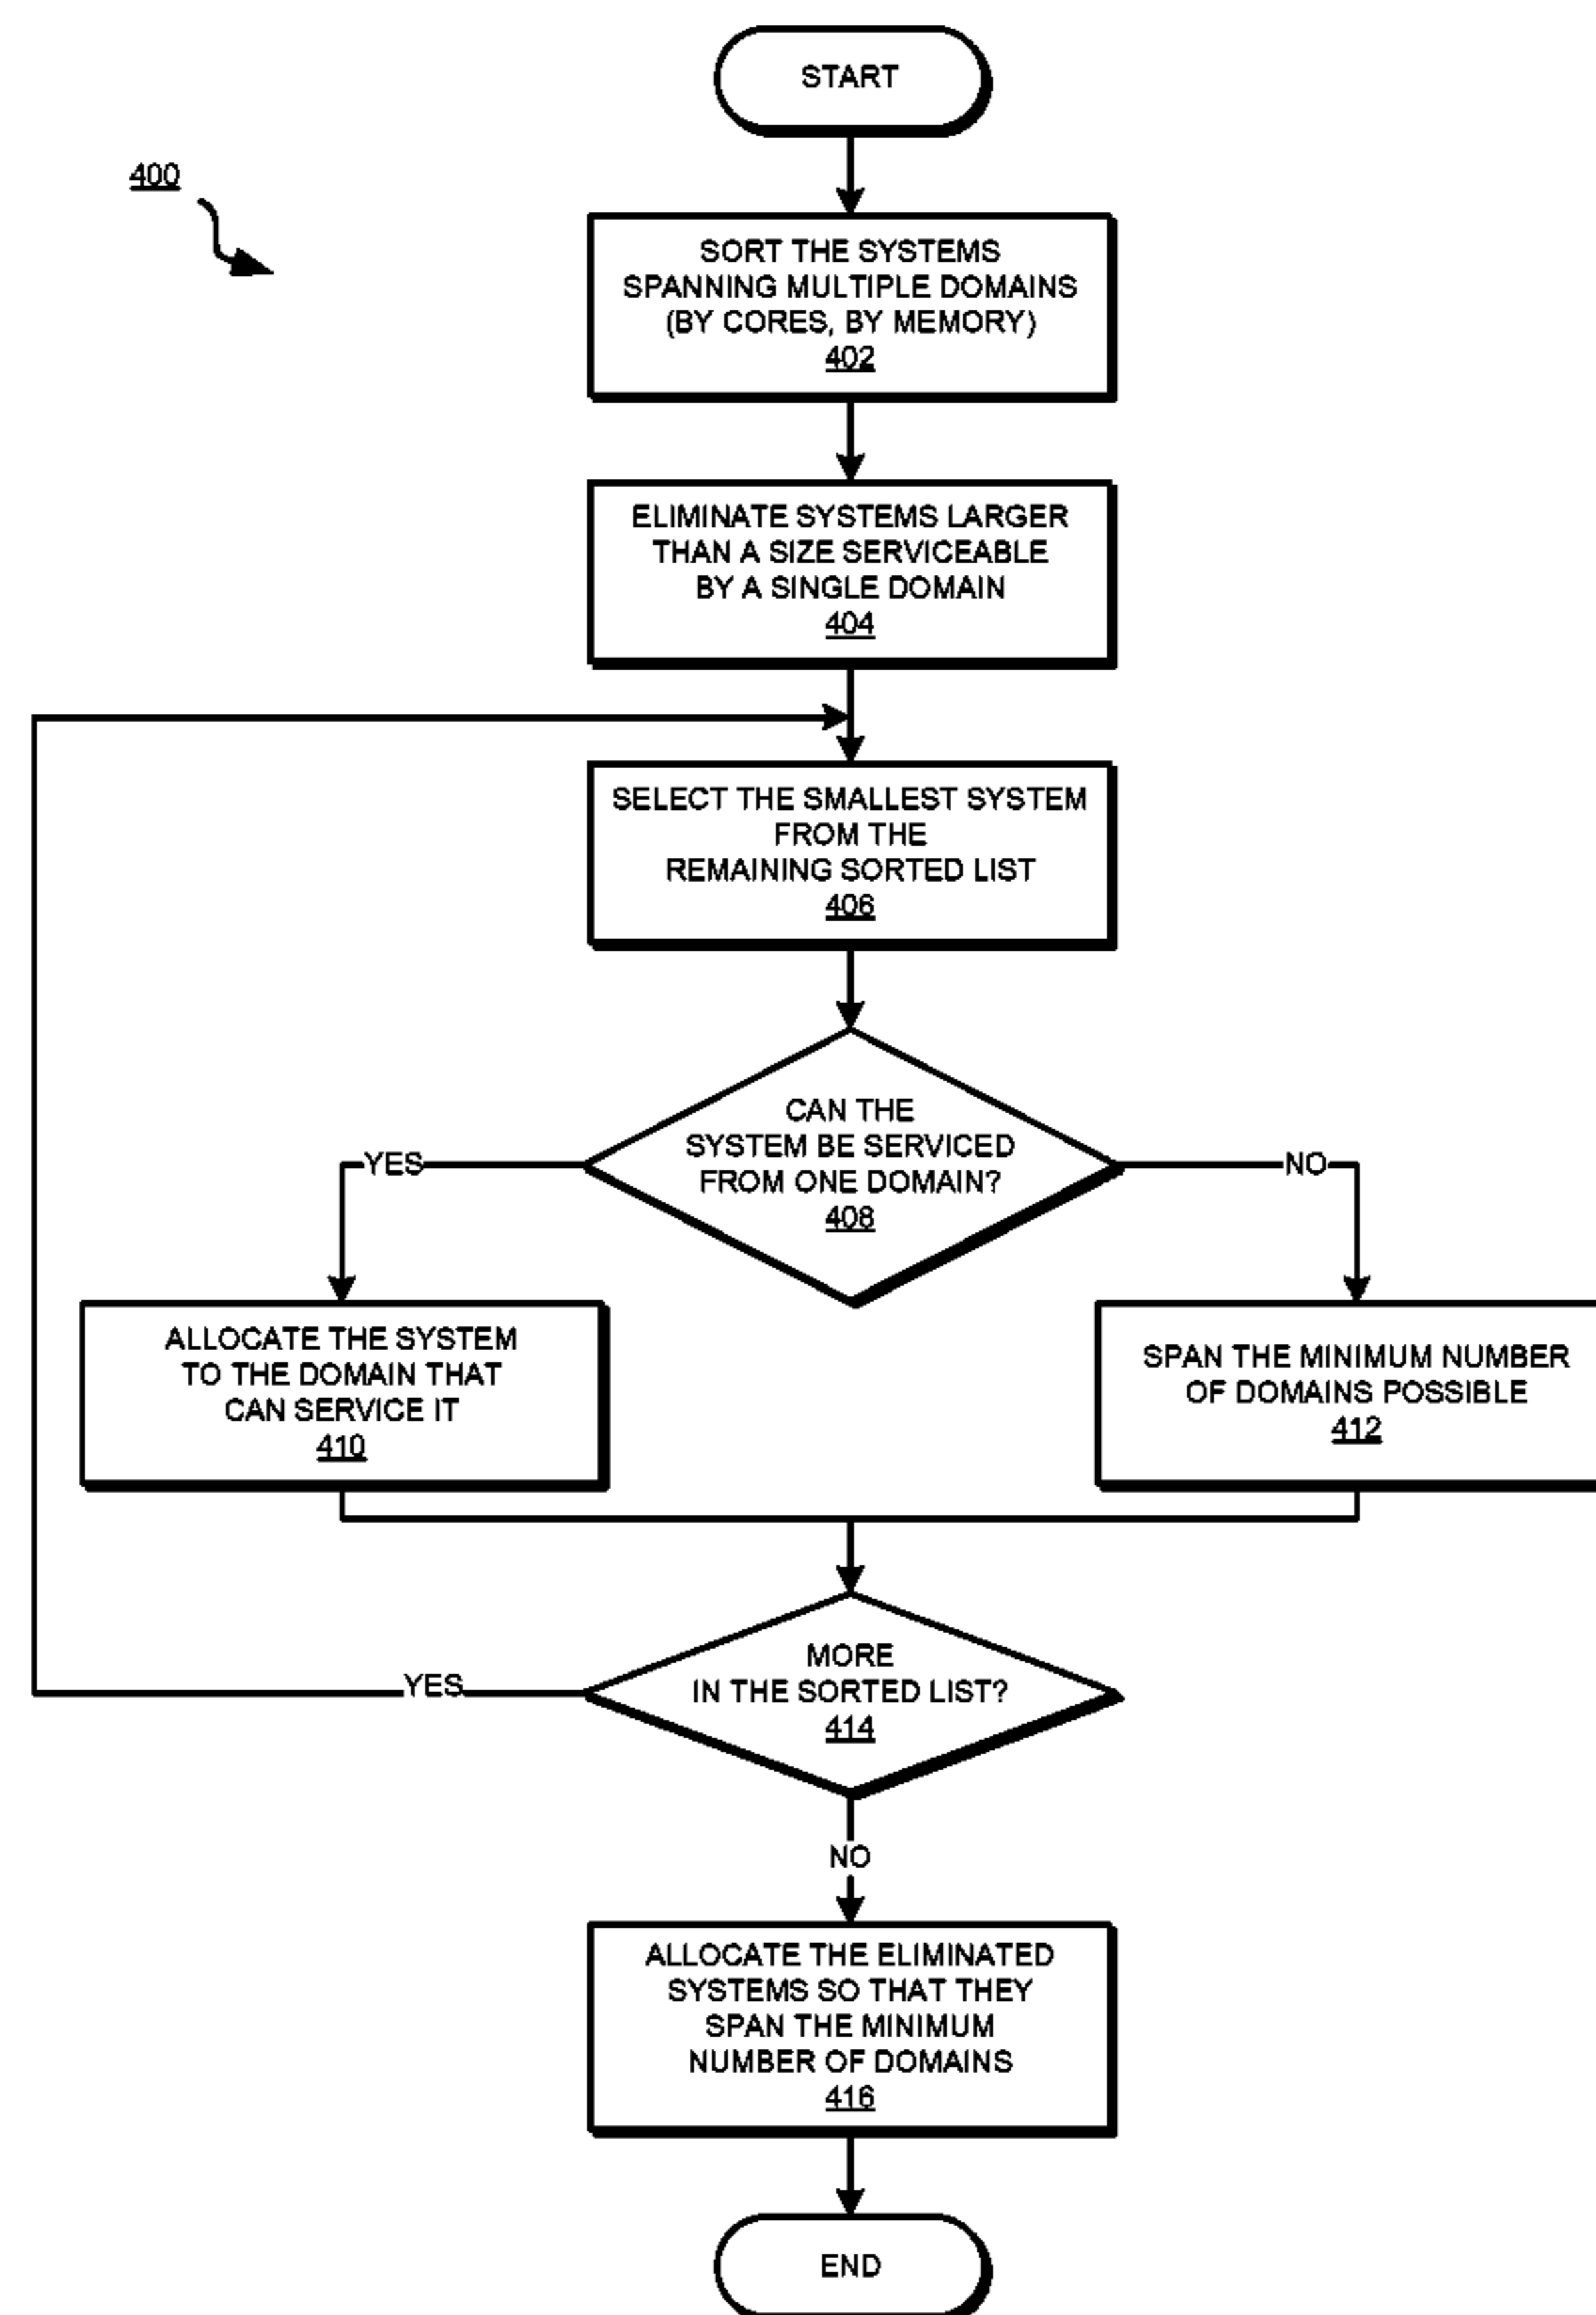 START
400
SORT THE SYSTEMS
SPANNING MULTIPLE DOMAINS
(BY CORES, BY MEMORY)
402
ELIMINATE SYSTEMS LARGER
THAN A SIZE SERVICEABLE
BY A SINGLE DOMAIN
404
SELECT THE SMALLEST SYSTEM
FROM THE
REMAINING SORTED LIST
406
CAN THE
SYSTEM BE SERVICED
FROM ONE DOMAIN?
408
YES
NO
ALLOCATE THE SYSTEM
TO THE DOMAIN THAT
CAN SERVICE IT
410
SPAN THE MINIMUM NUMBER
OF DOMAINS POSSIBLE
412
MORE
IN THE SORTED LIST?
414
YES
NO
ALLOCATE THE ELIMINATED
SYSTEMS SO THAT THEY
SPAN THE MINIMUM
NUMBER OF DOMAINS
416
END